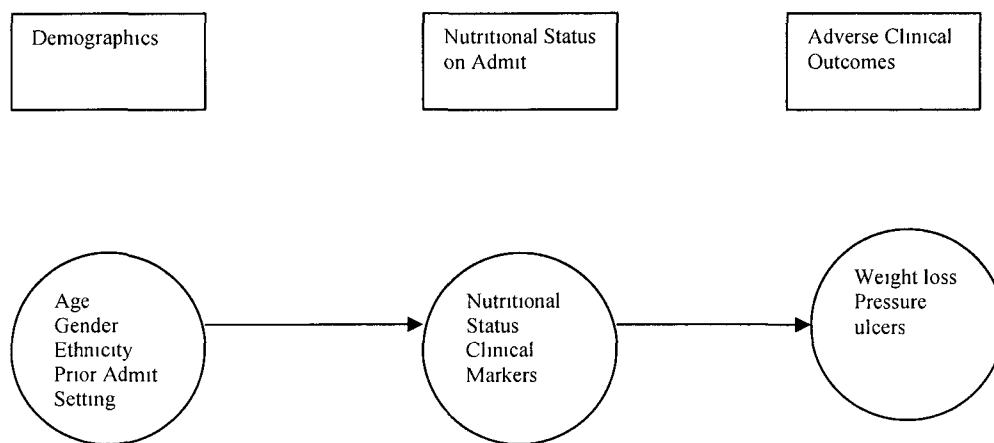 Demographics
Nutritional Status
on Admit
Adverse Clinical
Outcomes
Age
Gender
Ethnicity
Prior Admit
Setting
Nutritional
Status
Clinical
Markers
Weight loss
Pressure
ulcers